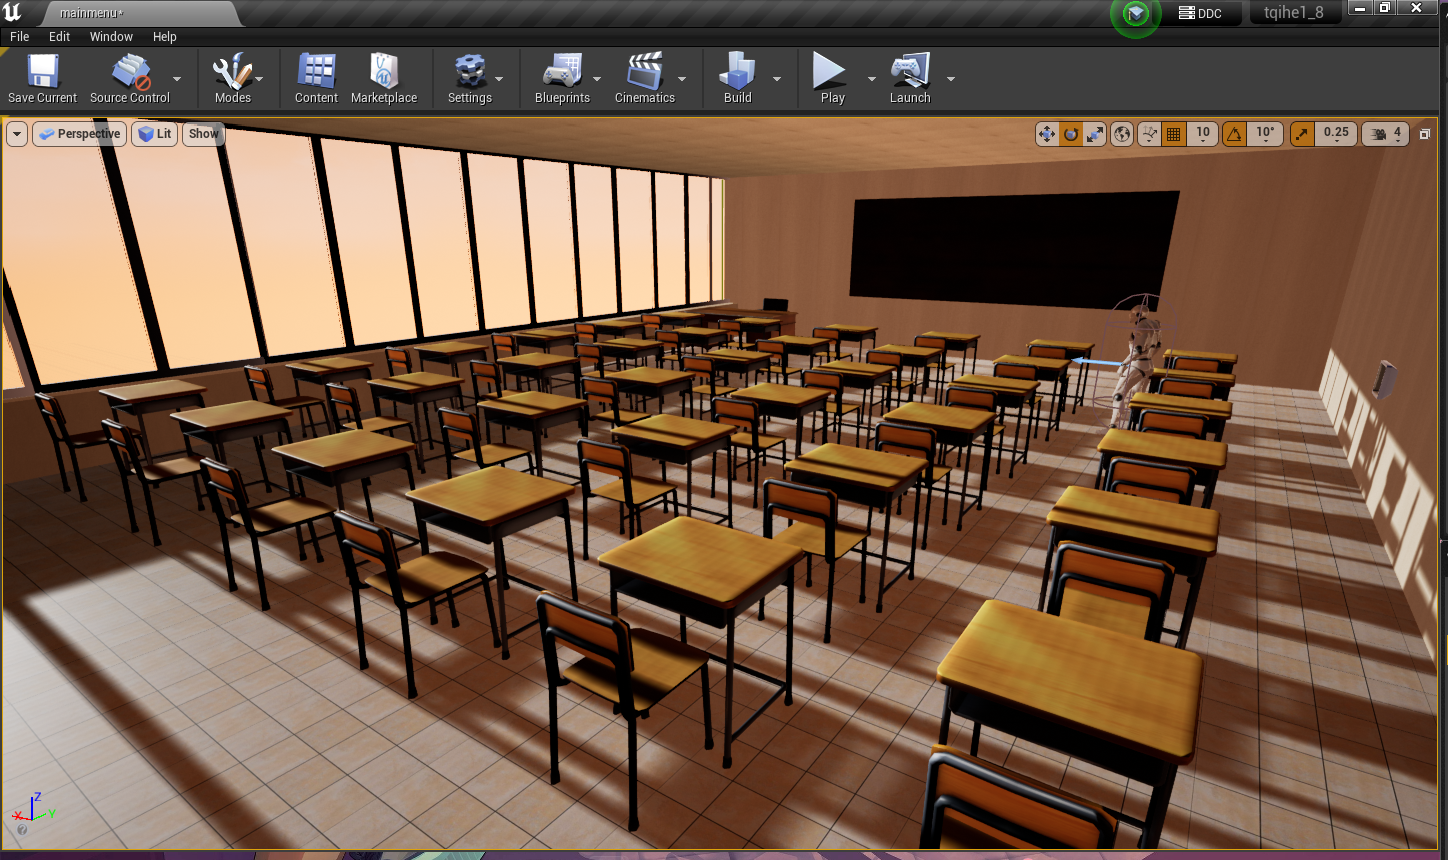 mainmenu*
DDC
tqihe1_8
File Edit Window Help
Save Current Source Control Modes Content Marketplace Settings Blueprints Cinematics Build Play Launch
Perspective Lit Show 10 10° 0.25 4
Z
X Y
?